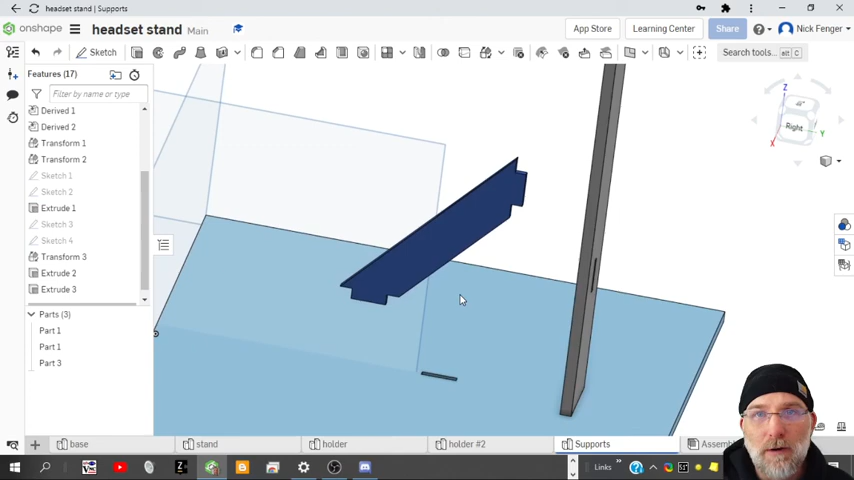 headset stand | Supports
onshape
headset stand Main
App Store
Learning Center
Share
Nick Fenger
Sketch
Search tools...
alt C
Features (17)
Filter by name or type
Derived 1
Derived 2
Transform 1
Transform 2
Sketch 1
Sketch 2
Extrude 1
Sketch 3
Sketch 4
Transform 3
Extrude 2
Extrude 3
Parts (3)
Part 1
Part 1
Part 3
Z
Right
Y
X
base
stand
holder
holder #2
Supports
Assemb
Links